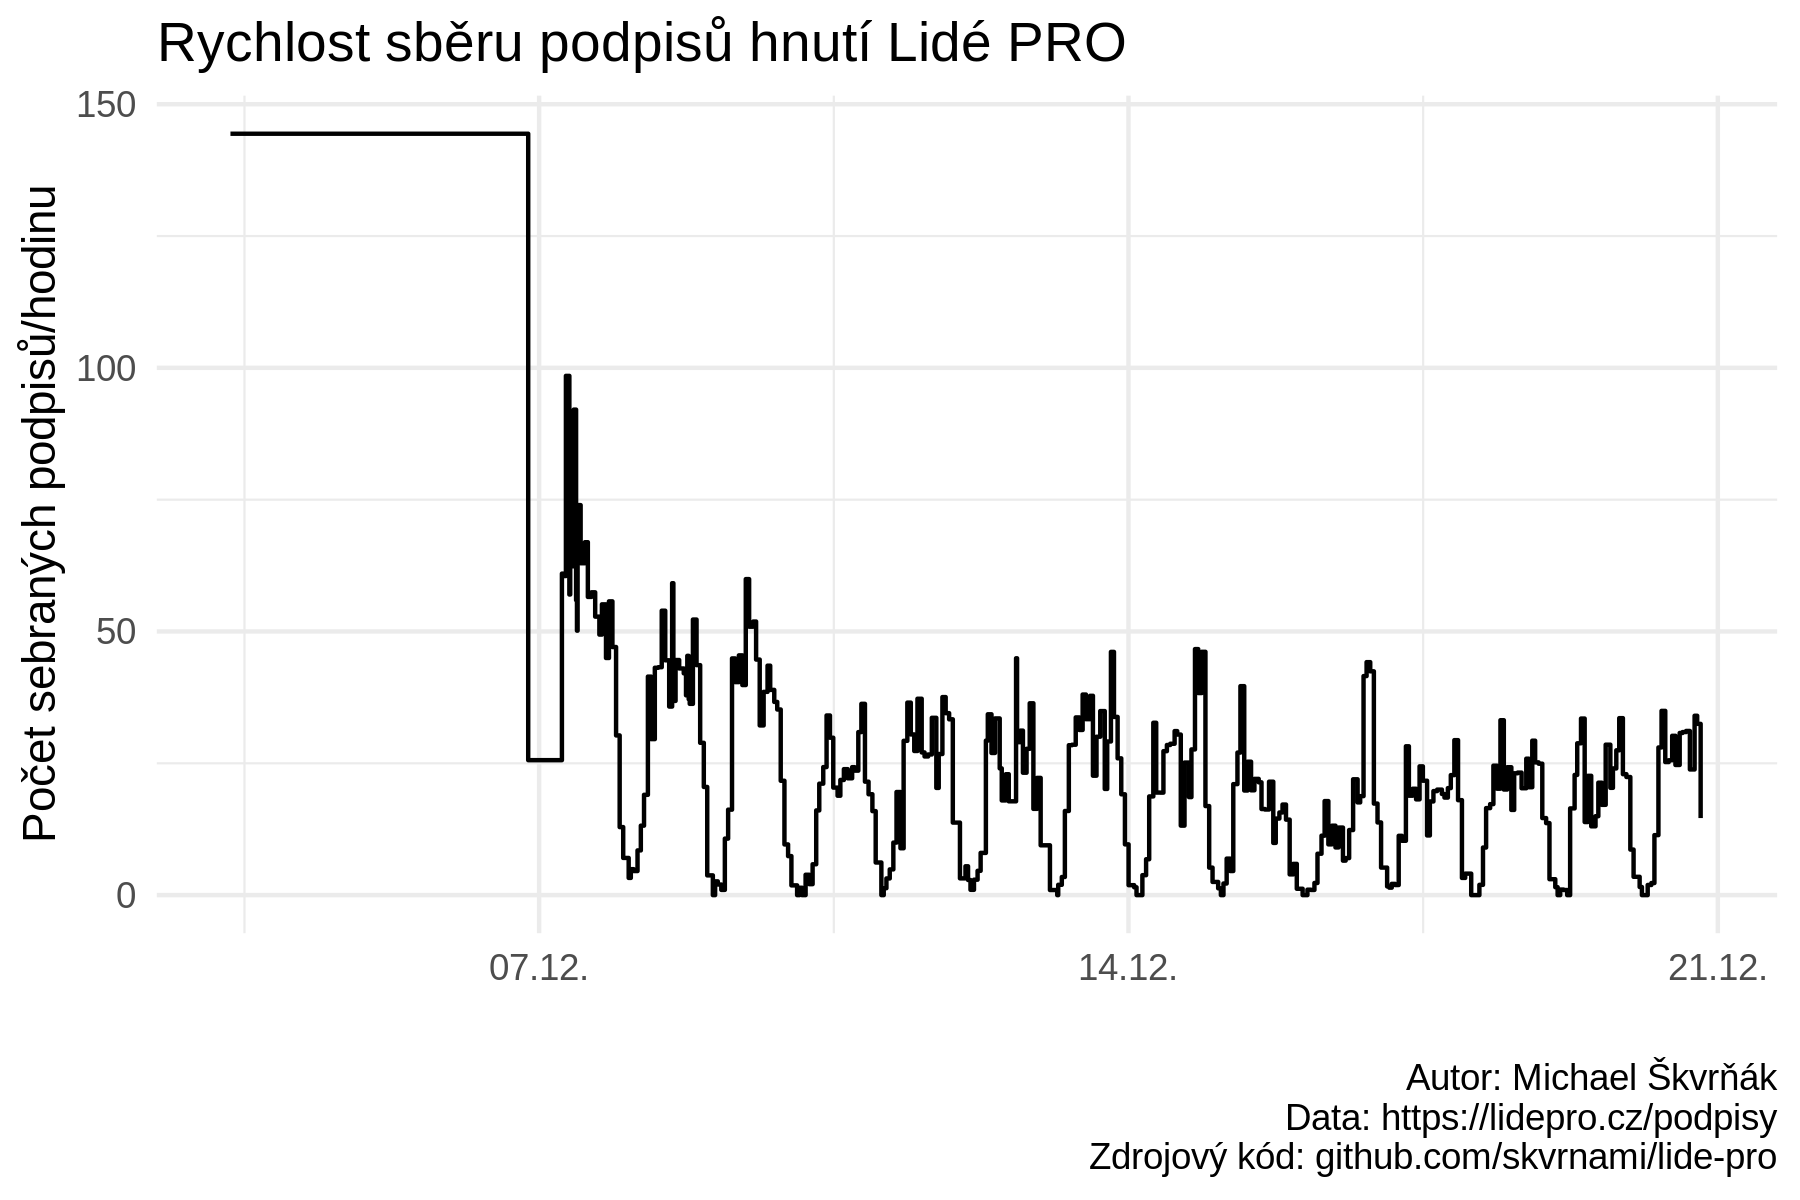 Rychlost sběru podpisů hnutí Lidé PRO
Počet sebraných podpisů/hodinu
150
100
50
0
07.12.
14.12.
21.12.
Autor: Michael Škvrňák
Data: https://lidepro.cz/podpisy
Zdrojový kód: github.com/skvrnami/lide-pro